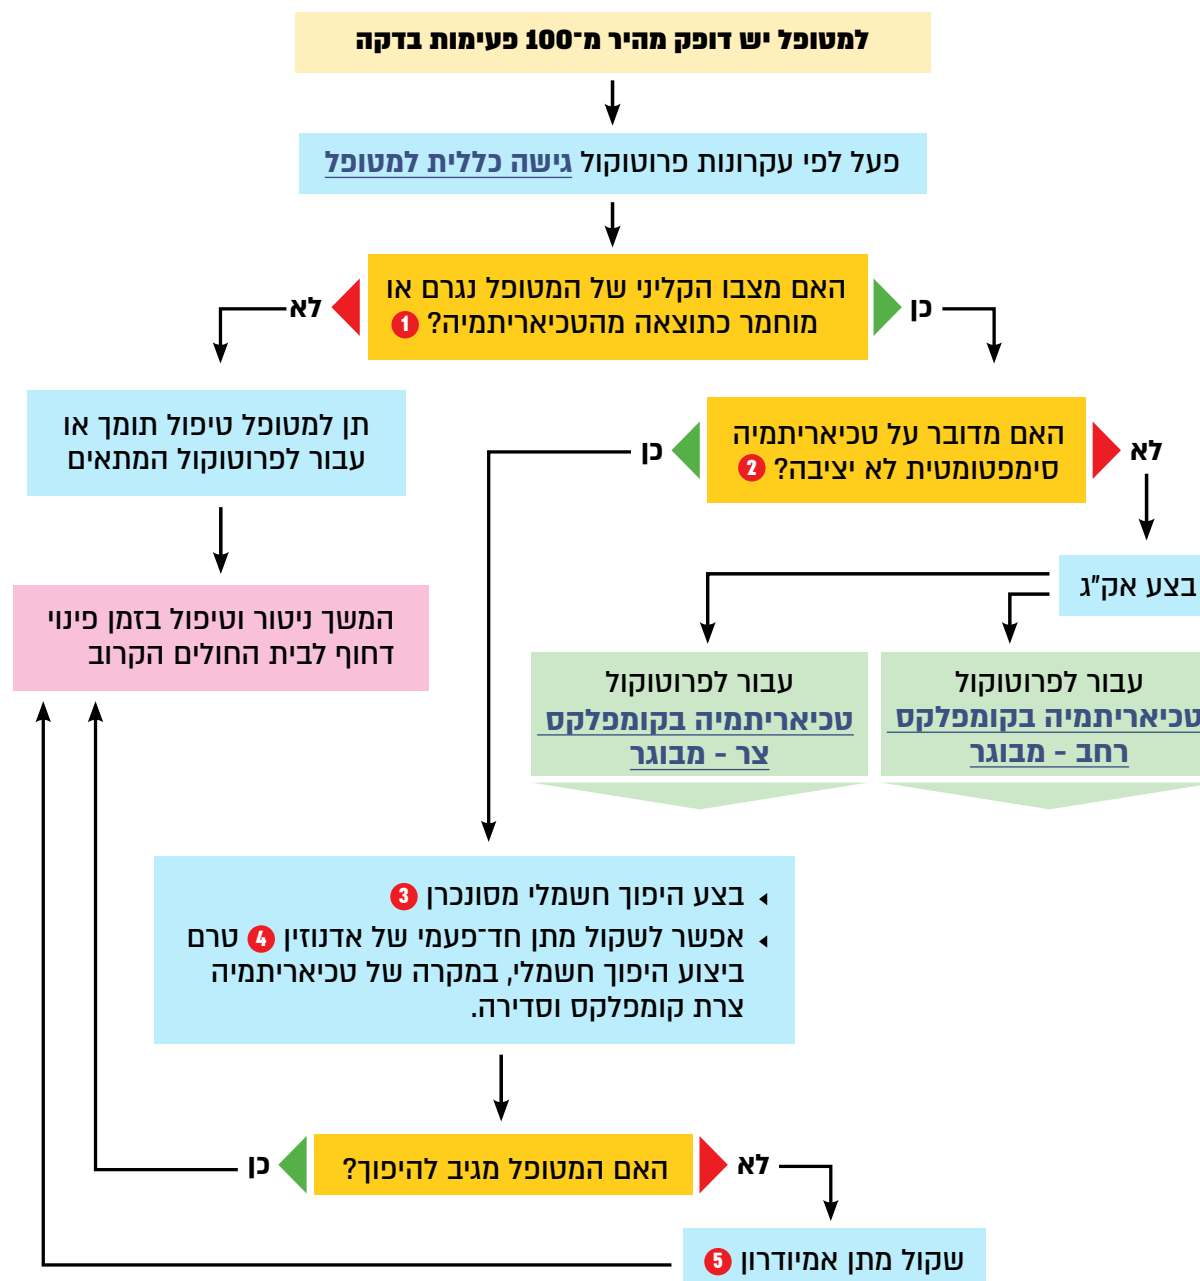 למטופל יש דופק מהיר מ־100 פעימות בדקה
פעל לפי עקרונות פרוטוקול גישה כללית למטופל
האם מצבו הקליני של המטופל נגרם או
מוחמר כתוצאה מהטכיאריתמיה? 1
כן
לא
תן למטופל טיפול תומך או
עבור לפרוטוקול המתאים
האם מדובר על טכיאריתמיה
סימפטומטית לא יציבה? 2
לא
כן
בצע אק"ג
המשך ניטור וטיפול בזמן פינוי
דחוף לבית החולים הקרוב
עבור לפרוטוקול
טכיאריתמיה בקומפלקס
רחב - מבוגר
עבור לפרוטוקול
טכיאריתמיה בקומפלקס
צר - מבוגר
בצע היפוך חשמלי מסונכרן 3
אפשר לשקול מתן חד־פעמי של אדנוזין 4 טרם
ביצוע היפוך חשמלי, במקרה של טכיאריתמיה
צרת קומפלקס וסדירה.
האם המטופל מגיב להיפוך?
לא
כן
שקול מתן אמיודרון 5